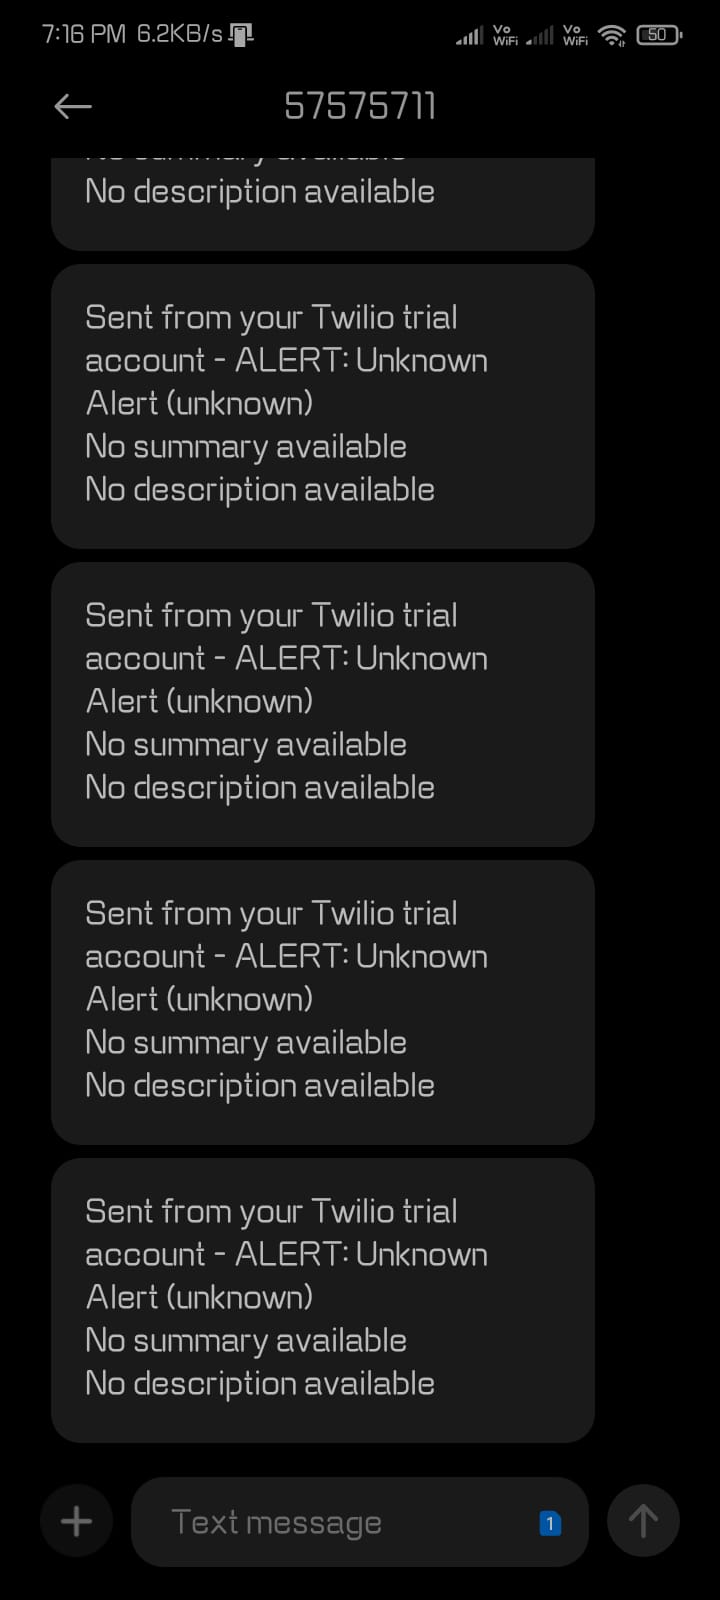 7:16 PM 6.2KB/s Vo WiFi Vo WiFi 50
57575711
No summary available
No description available
Sent from your Twilio trial
account - ALERT: Unknown
Alert (unknown)
No summary available
No description available
Sent from your Twilio trial
account - ALERT: Unknown
Alert (unknown)
No summary available
No description available
Sent from your Twilio trial
account - ALERT: Unknown
Alert (unknown)
No summary available
No description available
Sent from your Twilio trial
account - ALERT: Unknown
Alert (unknown)
No summary available
No description available
Text message 1